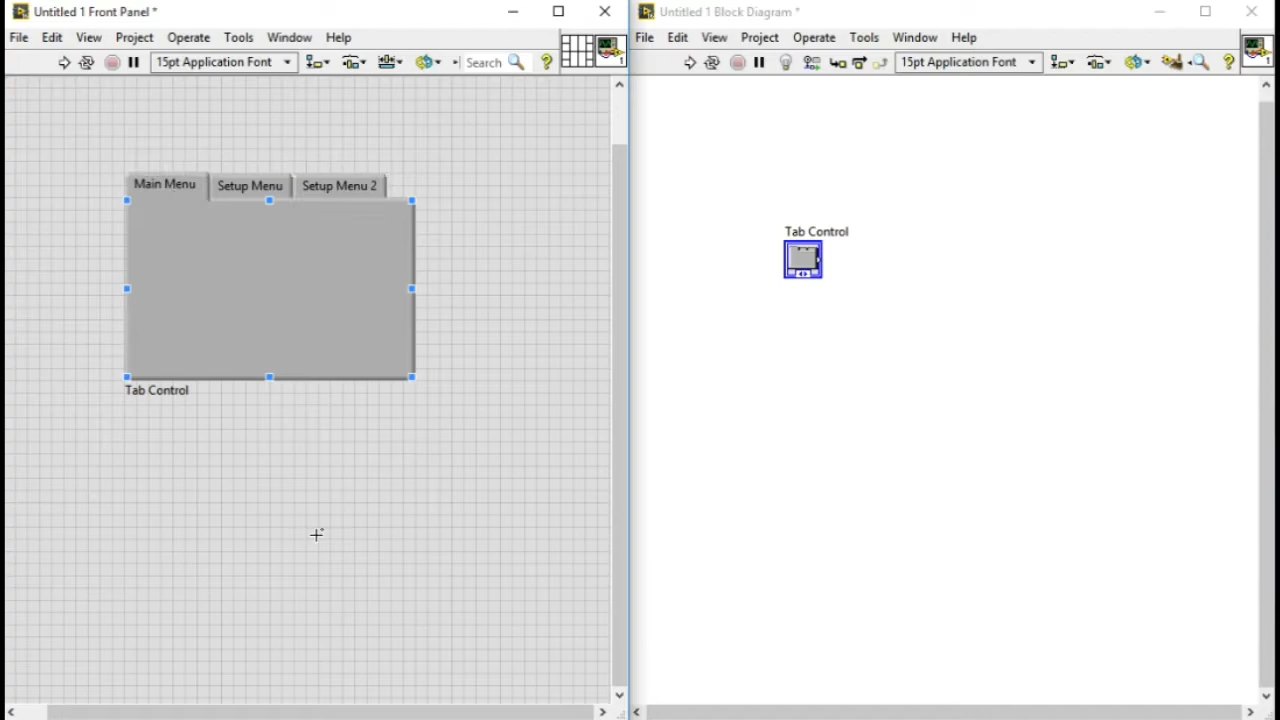 Untitled 1 Front Panel *
File Edit View Project Operate Tools Window Help
15pt Application Font
Search
?
1
Main Menu Setup Menu Setup Menu 2
Tab Control
Untitled 1 Block Diagram *
File Edit View Project Operate Tools Window Help
15pt Application Font
?
1
Tab Control